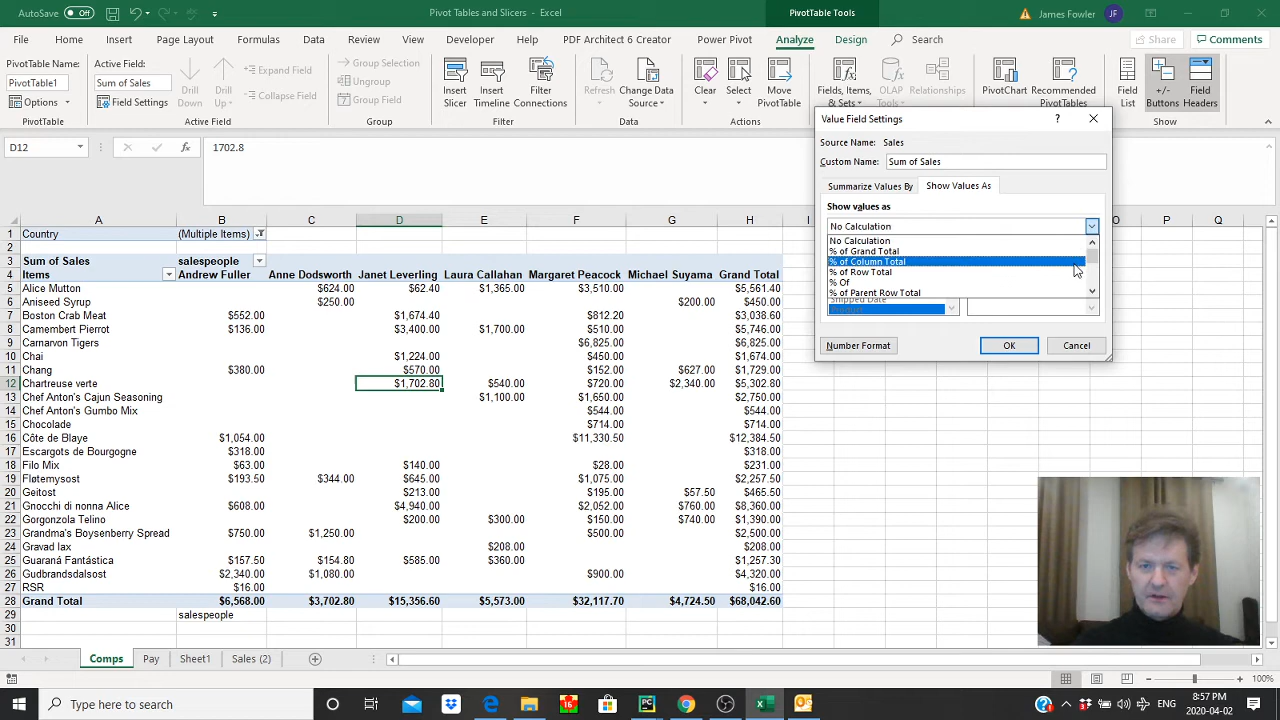 AutoSave Off Pivot Tables and Slicers - Excel PivotTable Tools James Fowler JF
File Home Insert Page Layout Formulas Data Review View Developer Help PDF Architect 6 Creator Power Pivot Analyze Design Search Share Comments
PivotTable Name: Active Field: Expand Field Group Selection
PivotTable1 Sum of Sales Drill Down Drill Up Collapse Field Ungroup Insert Slicer Insert Timeline Filter Connections Refresh Change Data Source Clear Select Move PivotTable Fields, Items, & Sets OLAP Tools PivotChart Recommended PivotTables Field List +/- Buttons Field Headers
Options Field Settings Group Field
PivotTable Active Field Group Filter Data Actions Show
D12 fx 1702.8
A B C D E F G H I O P Q
1 Country (Multiple Items)
2
3 Sum of Sales salespeople
4 Items Andrew Fuller Anne Dodsworth Janet Leverling Laura Callahan Margaret Peacock Michael Suyama Grand Total
5 Alice Mutton $624.00 $62.40 $1,365.00 $3,510.00 $5,561.40
6 Aniseed Syrup $250.00 $200.00 $450.00
7 Boston Crab Meat $552.00 $1,674.40 $812.20 $3,038.60
8 Camembert Pierrot $136.00 $3,400.00 $1,700.00 $510.00 $5,746.00
9 Carnarvon Tigers $6,825.00 $6,825.00
10 Chai $1,224.00 $450.00 $1,674.00
11 Chang $380.00 $570.00 $152.00 $627.00 $1,729.00
12 Chartreuse verte $1,702.80 $540.00 $720.00 $2,340.00 $5,302.80
13 Chef Anton's Cajun Seasoning $1,100.00 $1,650.00 $2,750.00
14 Chef Anton's Gumbo Mix $544.00 $544.00
15 Chocolade $714.00 $714.00
16 Côte de Blaye $1,054.00 $11,330.50 $12,384.50
17 Escargots de Bourgogne $318.00 $318.00
18 Filo Mix $63.00 $140.00 $28.00 $231.00
19 Fløtemysost $193.50 $344.00 $645.00 $1,075.00 $2,257.50
20 Geitost $213.00 $195.00 $57.50 $465.50
21 Gnocchi di nonna Alice $608.00 $4,940.00 $2,052.00 $760.00 $8,360.00
22 Gorgonzola Telino $200.00 $300.00 $150.00 $740.00 $1,390.00
23 Grandma's Boysenberry Spread $750.00 $1,250.00 $500.00 $2,500.00
24 Gravad lax $208.00 $208.00
25 Guaraná Fantástica $157.50 $154.80 $585.00 $360.00 $1,257.30
26 Gudbrandsdalsost $2,340.00 $1,080.00 $900.00 $4,320.00
27 RSR $16.00 $16.00
28 Grand Total $6,568.00 $3,702.80 $15,356.60 $5,573.00 $32,117.70 $4,724.50 $68,042.60
29 salespeople
30
31
Value Field Settings ?
Source Name: Sales
Custom Name: Sum of Sales
Summarize Values By Show Values As
Show values as
No Calculation
No Calculation
% of Grand Total
% of Column Total
% of Row Total
% Of
% of Parent Row Total
Shipped Date
Number Format OK Cancel
Comps Pay Sheet1 Sales (2)
100%
Type here to search PC 16 ENG 8:57 PM
2020-04-02